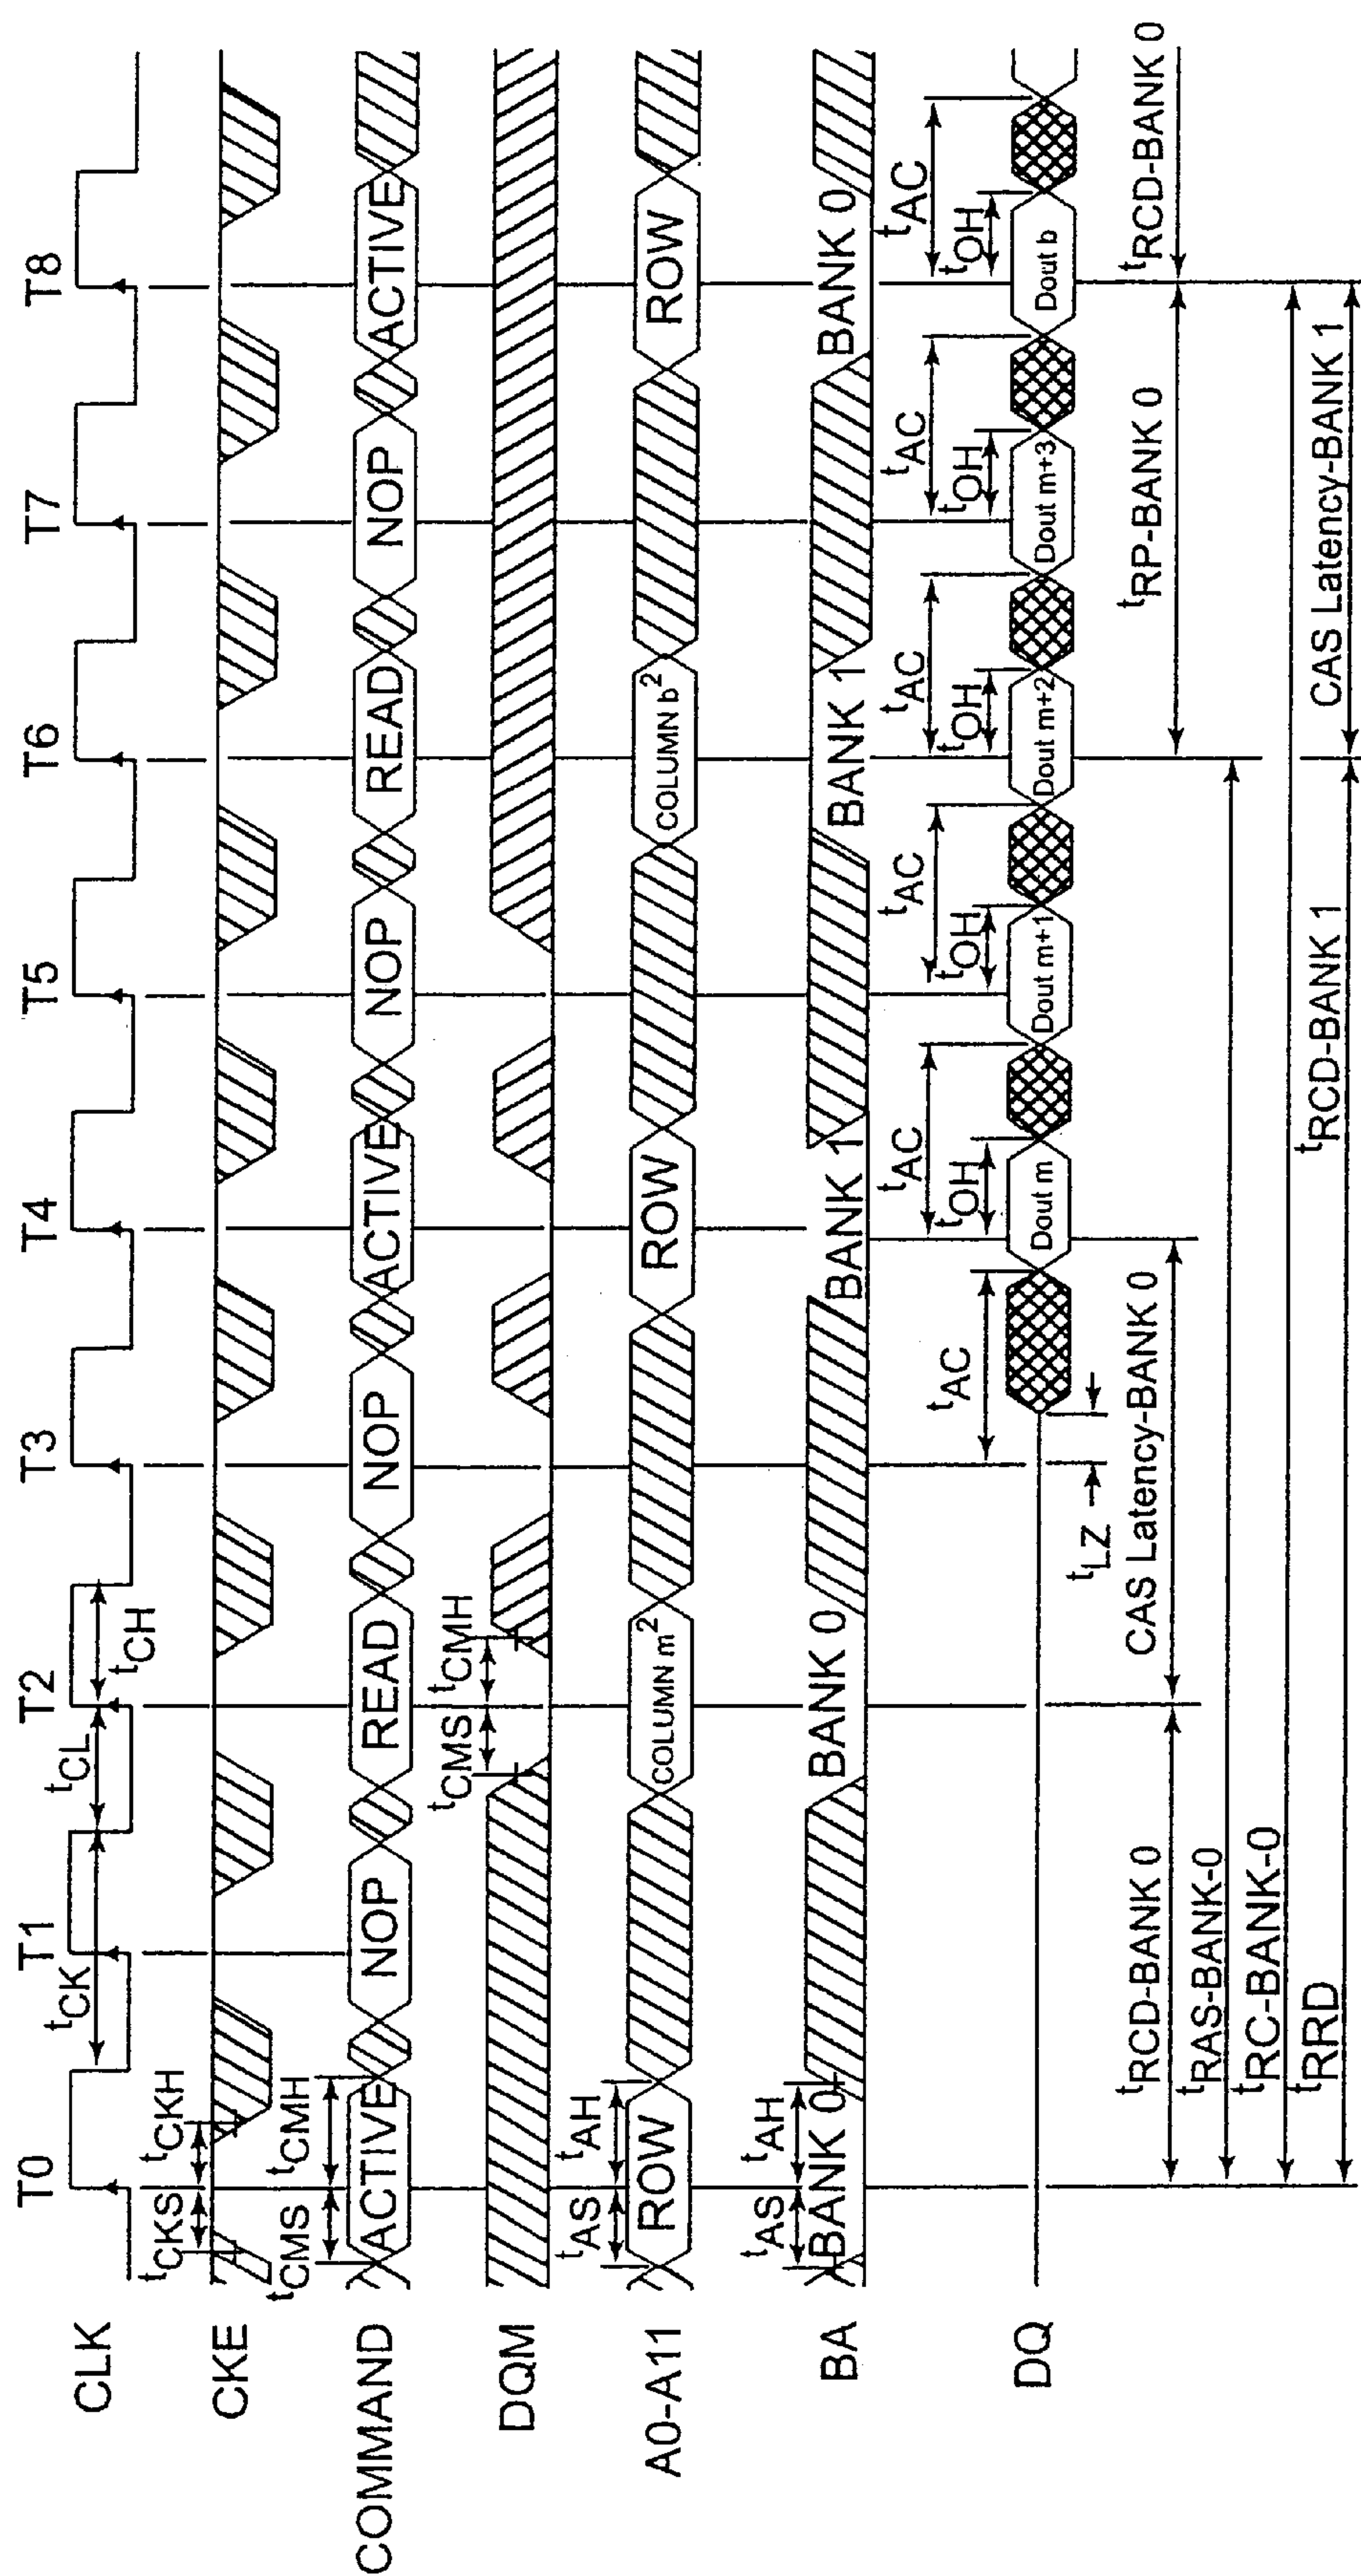 T0 T1 T2 T3 T4 T5 T6 T7 T8
CLK
tCK tCL tCH
CKE
tCKS tCKH
COMMAND
tCMS tCMH
ACTIVE NOP READ NOP ACTIVE NOP READ NOP ACTIVE
DQM
tCMS tCMH
A0-A11
tAS tAH
ROW COLUMN m² ROW COLUMN b² ROW
BA
tAS tAH
BANK 0 BANK 0 BANK 1 BANK 1 BANK 0
tAC tAC tAC tAC tAC tAC
tOH tOH tOH tOH tOH
DQ
Dout m Dout m+1 Dout m+2 Dout m+3 Dout b
tLZ
tRCD-BANK 0 CAS Latency-BANK 0 tRP-BANK 0 tRCD-BANK 0
tRAS-BANK-0
tRC-BANK-0
tRRD tRCD-BANK 1 CAS Latency-BANK 1